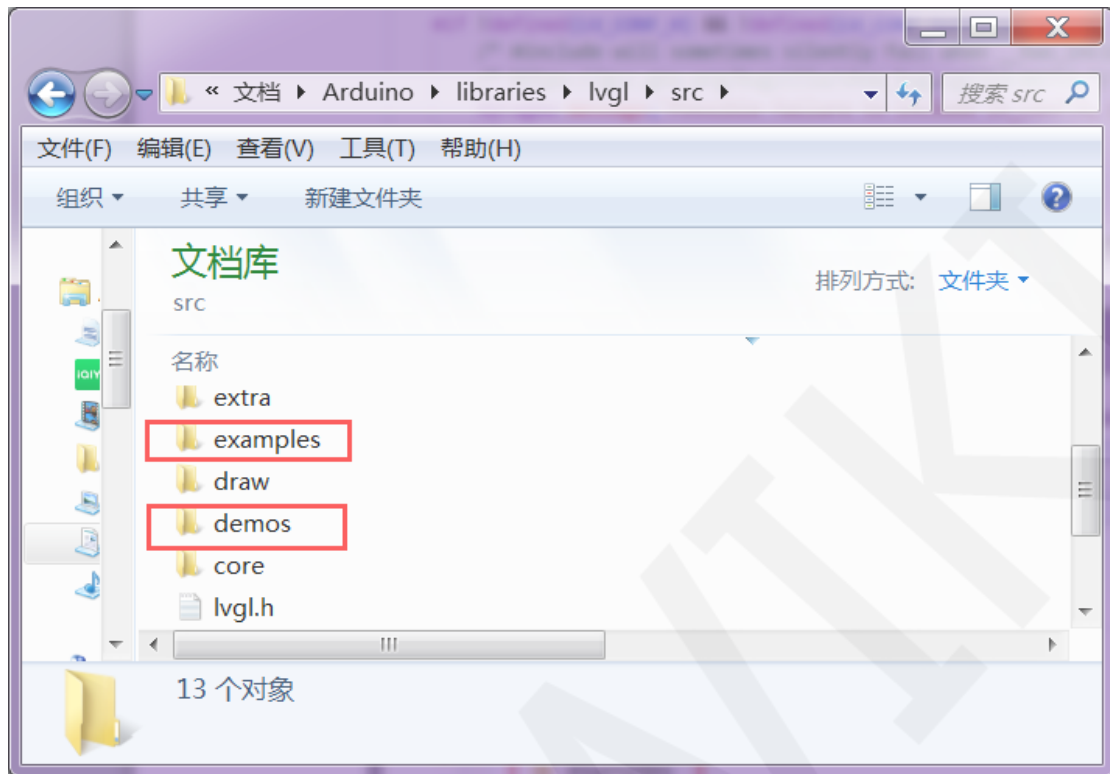 « 文档 ▸ Arduino ▸ libraries ▸ lvgl ▸ src ▸ 搜索 src
文件(F) 编辑(E) 查看(V) 工具(T) 帮助(H)
组织 共享 新建文件夹
文档库
排列方式: 文件夹
src
名称
extra
examples
draw
demos
core
lvgl.h
13 个对象